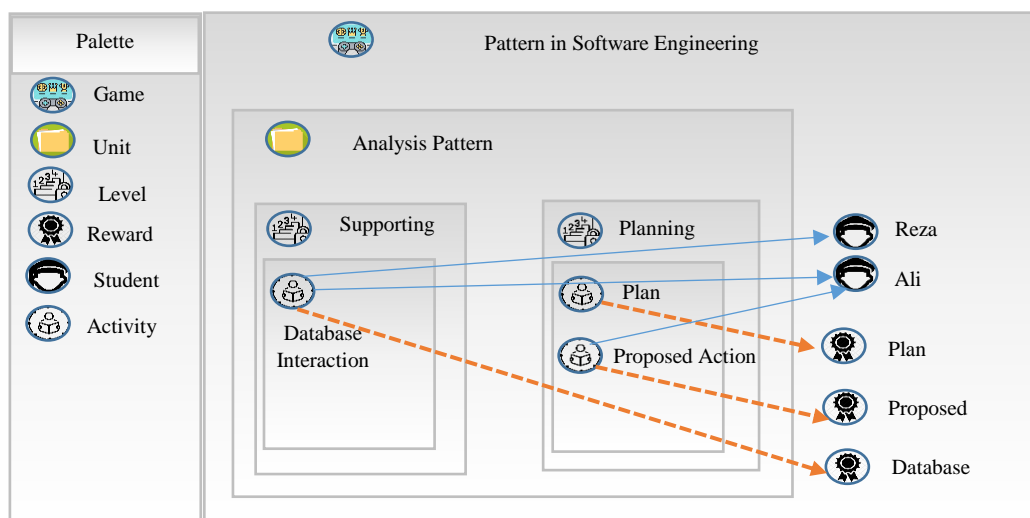 Palette
Game
Unit
Level
Reward
Student
Activity
Pattern in Software Engineering
Analysis Pattern
Supporting
Database
Interaction
Planning
Plan
Proposed Action
Reza
Ali
Plan
Proposed
Database